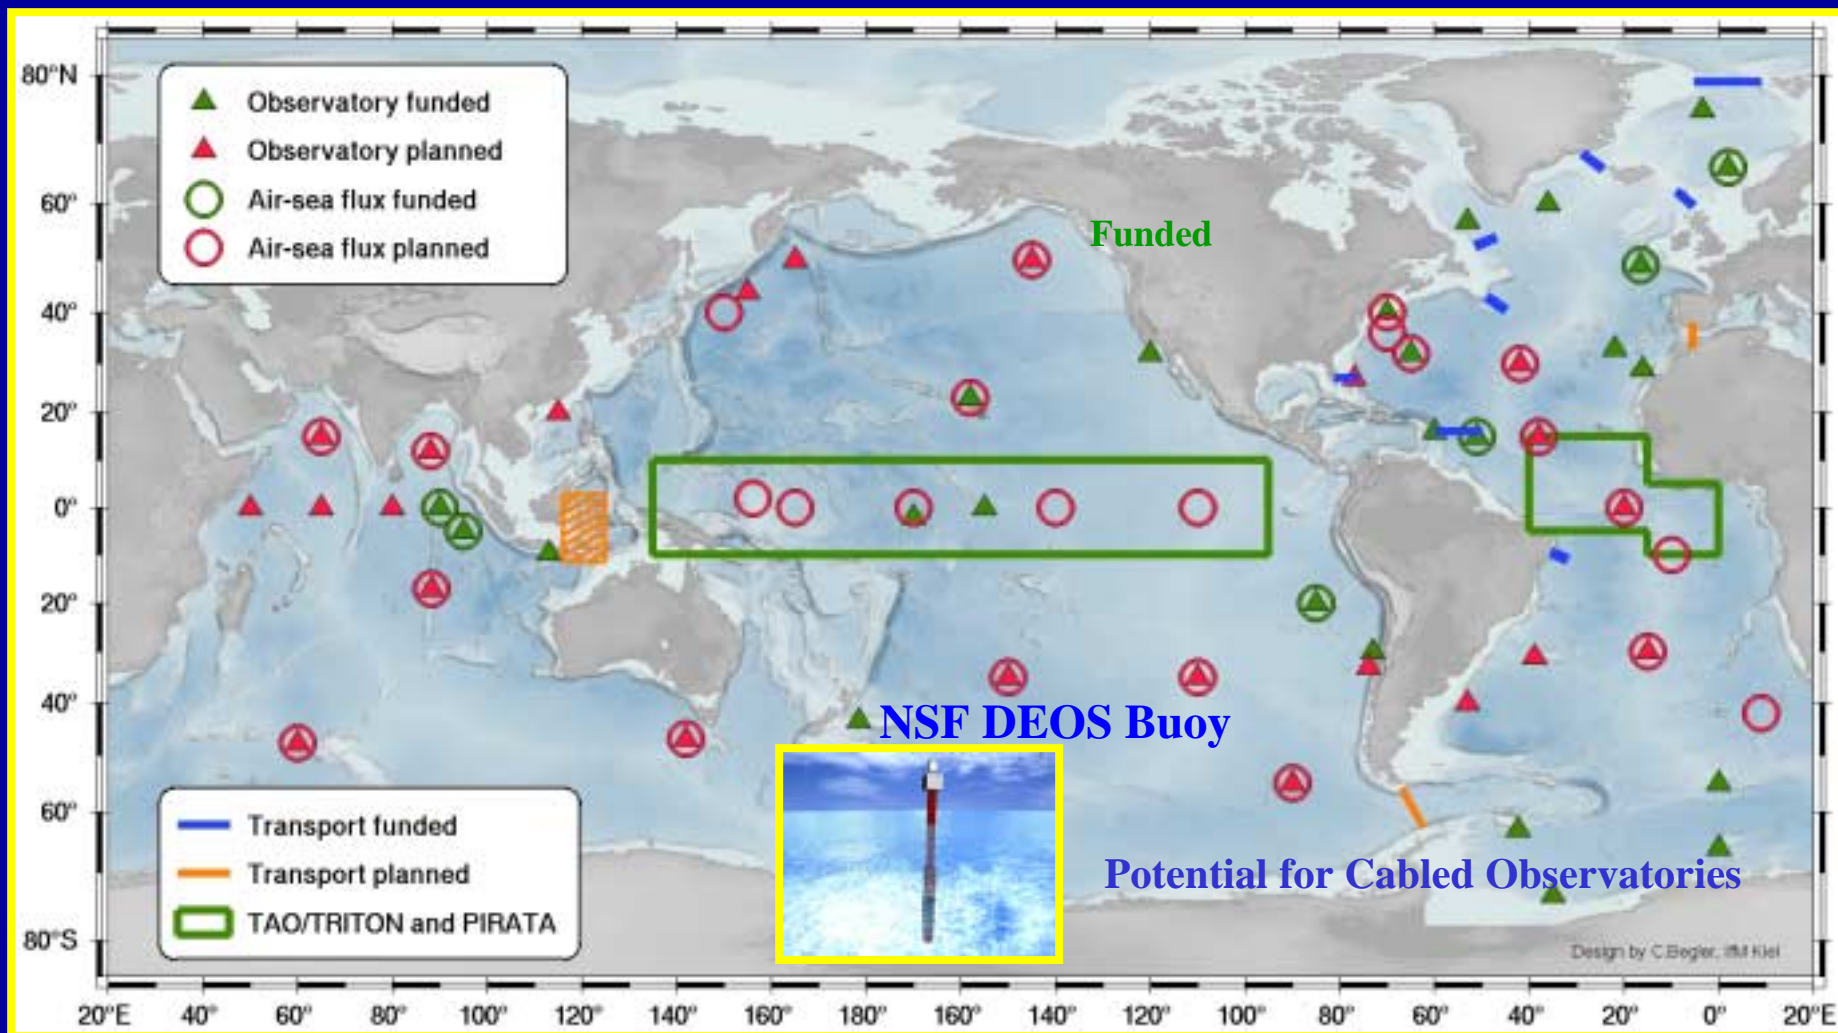 Observatory funded
Observatory planned
Air-sea flux funded
Air-sea flux planned
Funded
NSF DEOS Buoy
Potential for Cabled Observatories
Transport funded
Transport planned
TAO/TRITON and PIRATA
Design by C.Begler, IfM Kiel
80°N
60°
40°
20°
0°
20°
40°
60°
80°S
20°E 40° 60° 80° 100° 120° 140° 160° 180° 160° 140° 120° 100° 80° 60° 40° 20° 0° 20°E